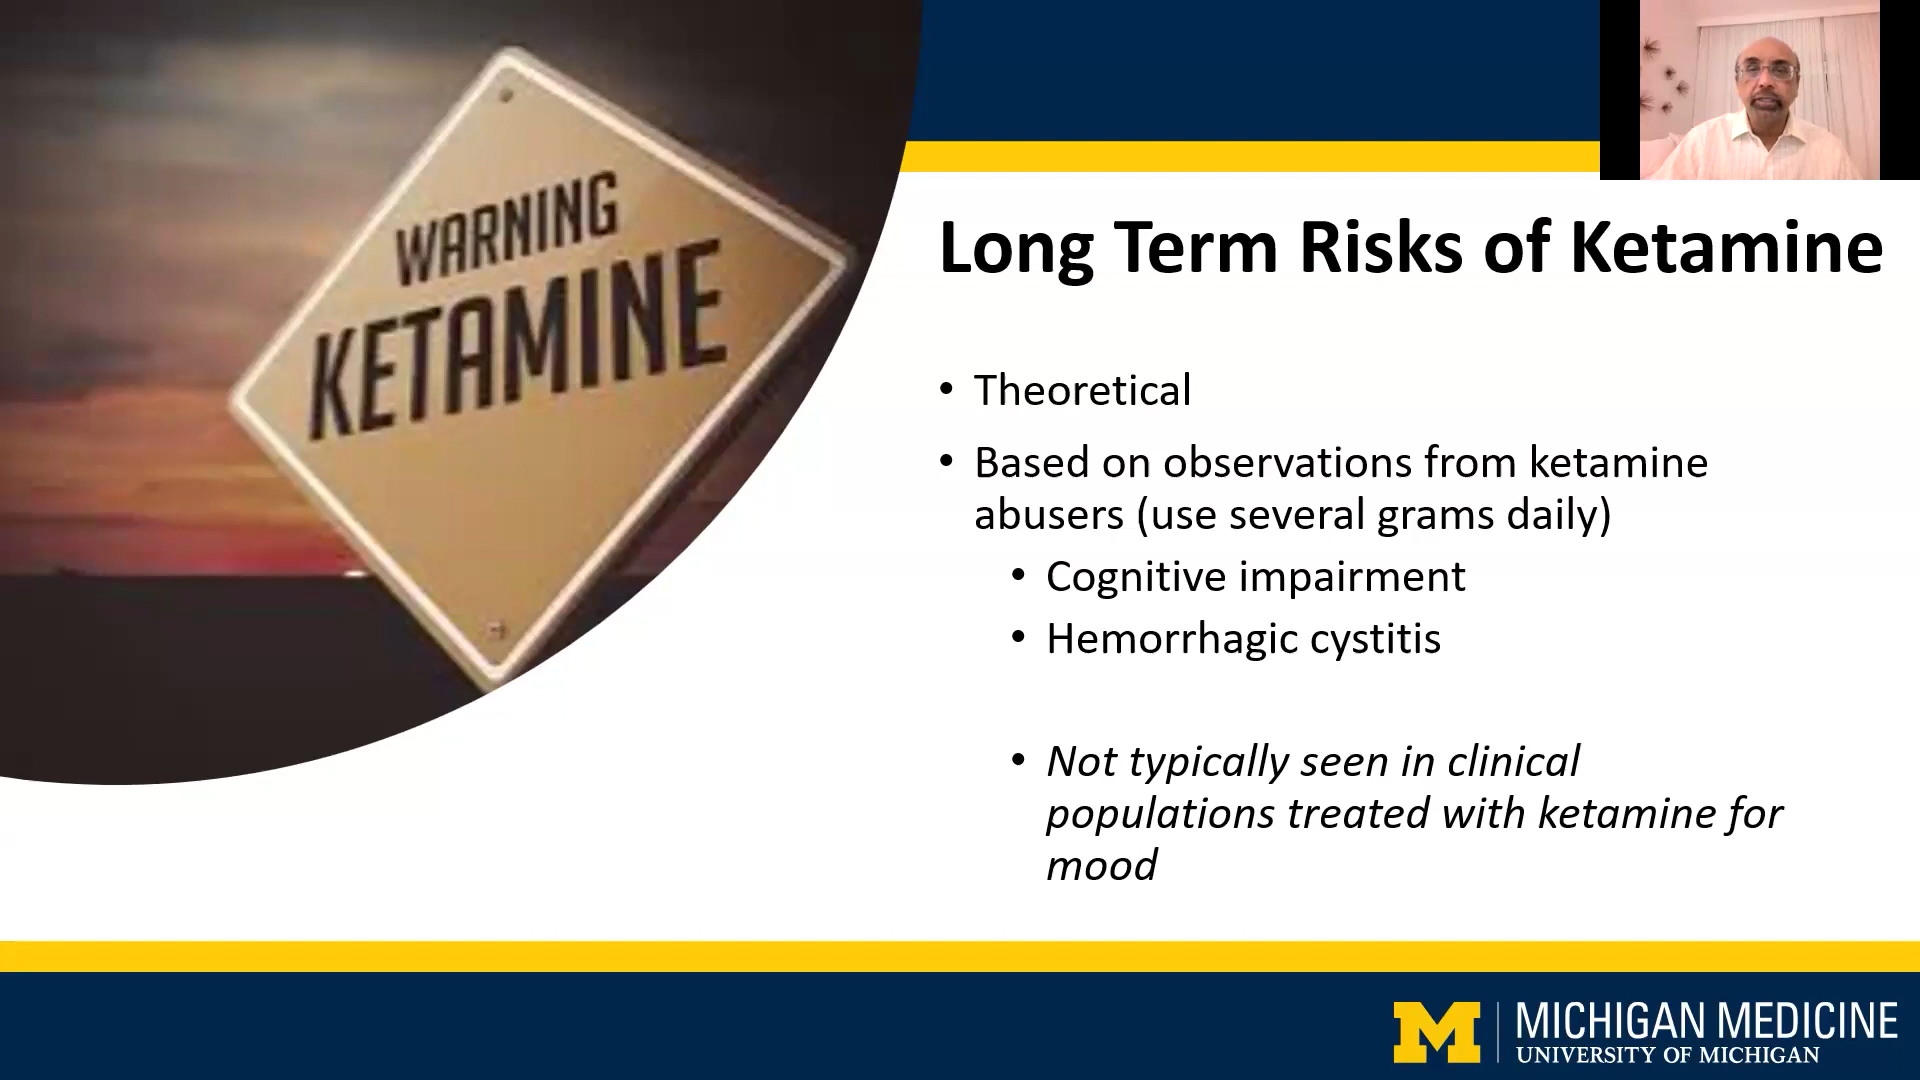 WARNING
KETAMINE
Long Term Risks of Ketamine
• Theoretical
• Based on observations from ketamine
abusers (use several grams daily)
• Cognitive impairment
• Hemorrhagic cystitis
• Not typically seen in clinical
populations treated with ketamine for
mood
M
MICHIGAN MEDICINE
UNIVERSITY OF MICHIGAN